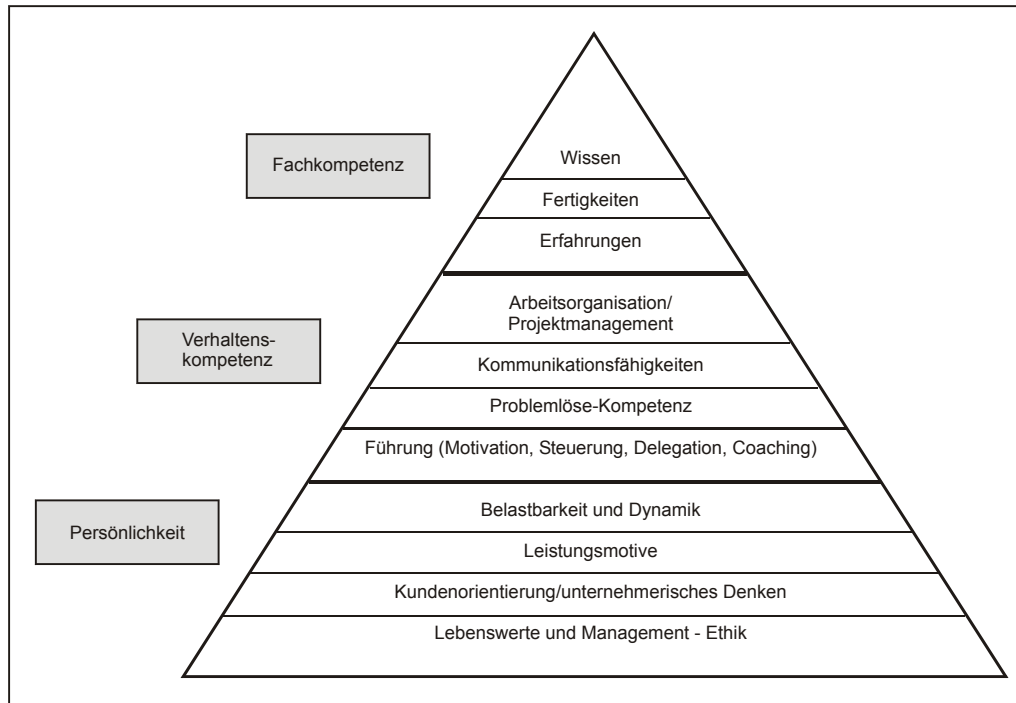 Fachkompetenz
Wissen
Fertigkeiten
Erfahrungen
Verhaltens-
kompetenz
Arbeitsorganisation/
Projektmanagement
Kommunikationsfähigkeiten
Problemlöse-Kompetenz
Führung (Motivation, Steuerung, Delegation, Coaching)
Persönlichkeit
Belastbarkeit und Dynamik
Leistungsmotive
Kundenorientierung/unternehmerisches Denken
Lebenswerte und Management - Ethik